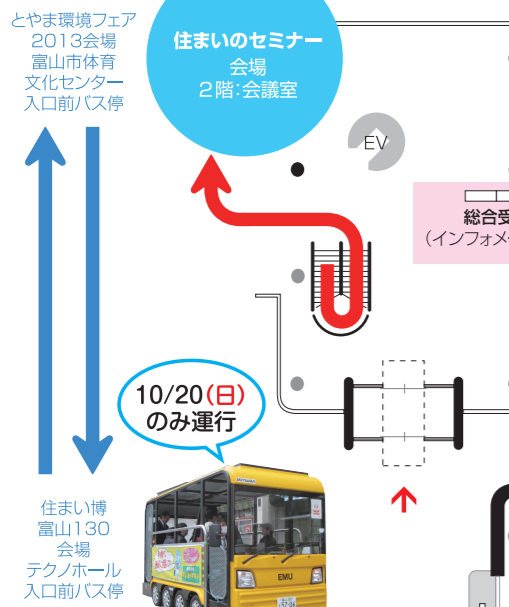 とやま環境フェア
2013会場
富山市体育
文化センター
入口前バス停
住まいのセミナー
会場
2階:会議室
EV
総合受
(インフォメ
10/20(日)
のみ運行
住まい博
富山130
会場
テクノホール
入口前バス停
EMU